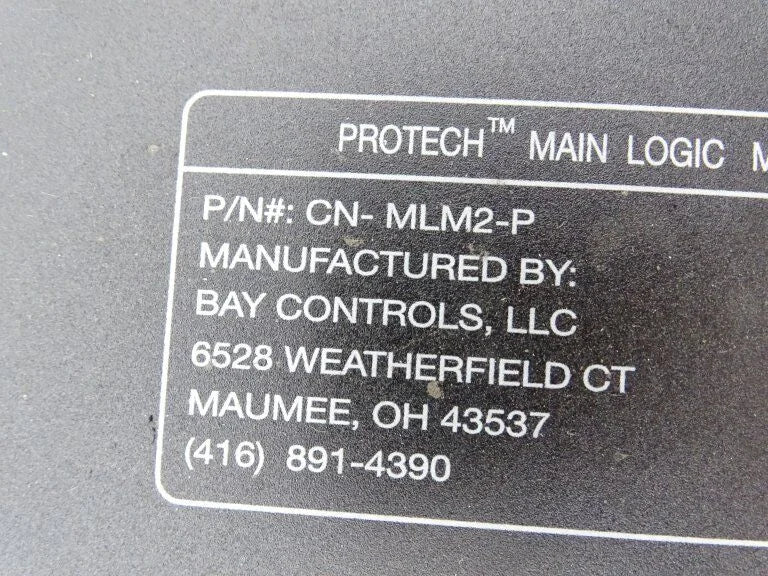 PROTECH™ MAIN LOGIC M
P/N#: CN- MLM2-P
MANUFACTURED BY:
BAY CONTROLS, LLC
6528 WEATHERFIELD CT
MAUMEE, OH 43537
(416) 891-4390